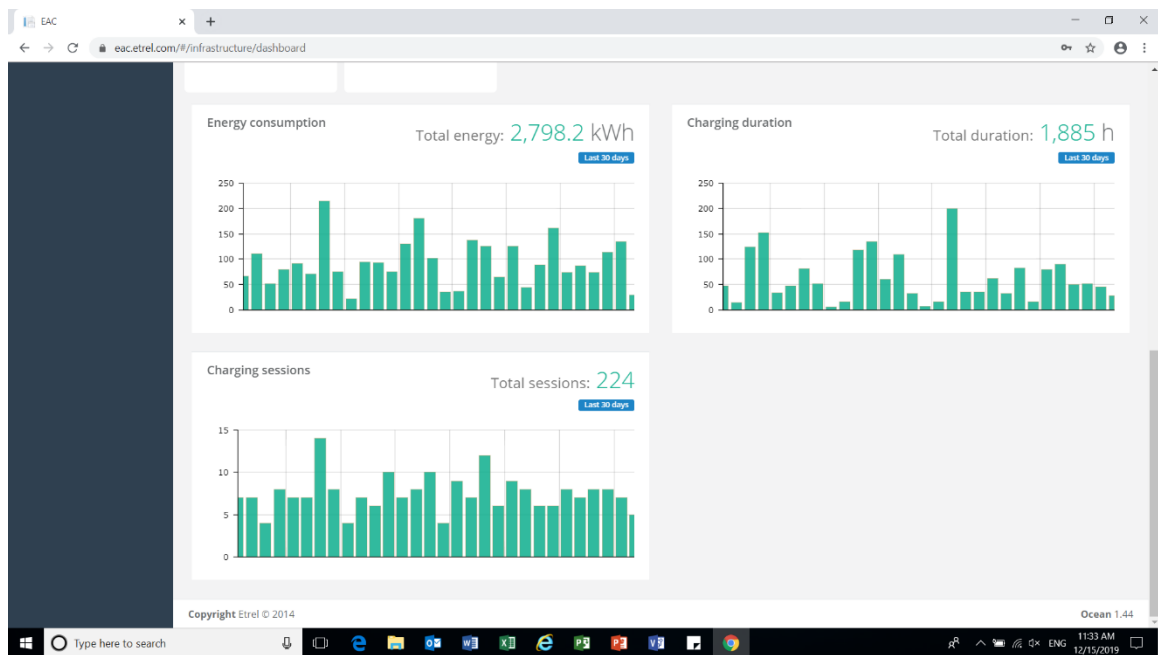 EAC
eac.etrel.com/#/infrastructure/dashboard
Energy consumption
Total energy: 2,798.2 kWh
Last 30 days
250
200
150
100
50
0
Charging duration
Total duration: 1,885 h
Last 30 days
250
200
150
100
50
0
Charging sessions
Total sessions: 224
Last 30 days
15
10
5
0
Copyright Etrel © 2014
Ocean 1.44
Type here to search
ENG
11:33 AM
12/15/2019